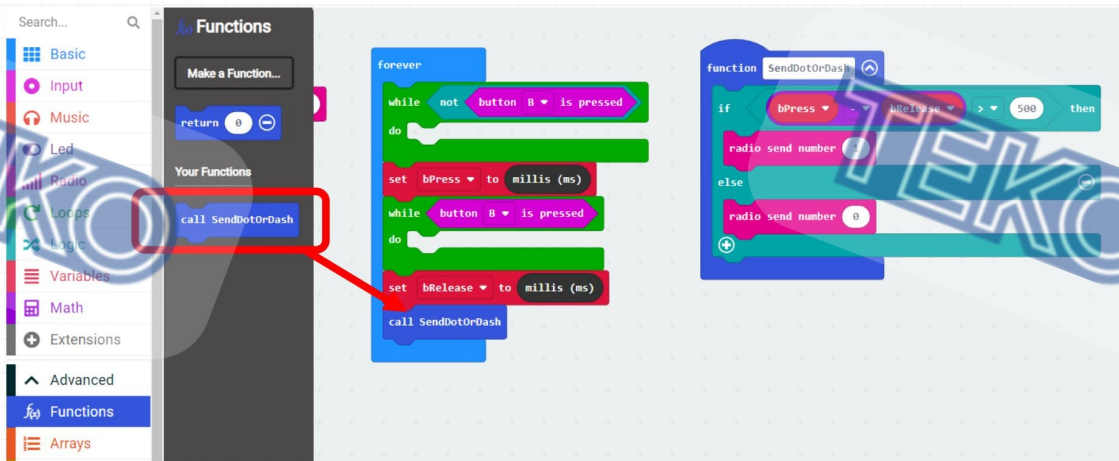 Search...
Basic
Input
Music
Led
Radio
Loops
Logic
Variables
Math
Extensions
Advanced
Functions
Arrays
Functions
Make a Function...
return 0
Your Functions
call SendDotOrDash
forever
while not button B is pressed
do
set bPress to millis (ms)
while button B is pressed
do
set bRelease to millis (ms)
call SendDotOrDash
function SendDotOrDash
if bPress - bRelease > 500 then
radio send number 1
else
radio send number 0
TEKO